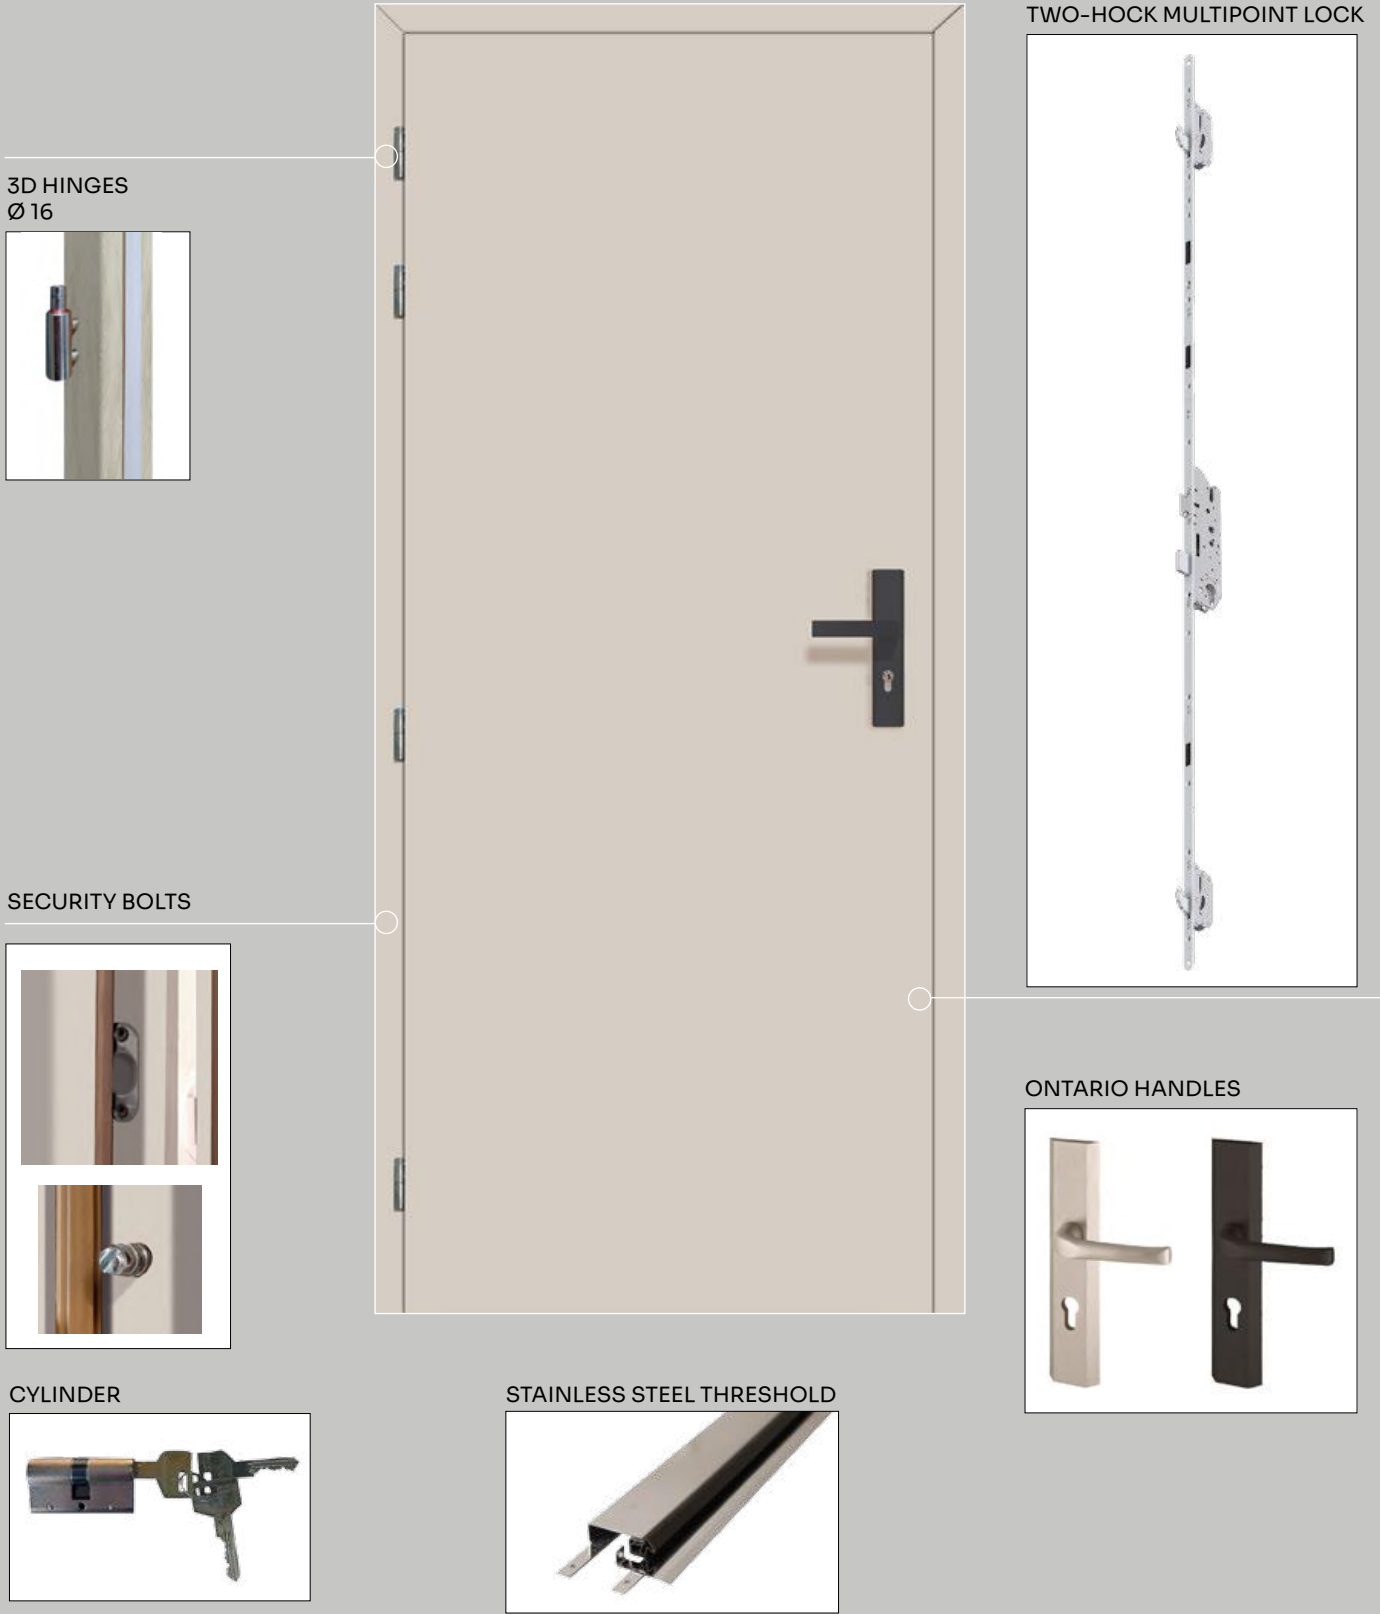 TWO-HOCK MULTIPOINT LOCK
3D HINGES
Ø 16
SECURITY BOLTS
ONTARIO HANDLES
CYLINDER
STAINLESS STEEL THRESHOLD